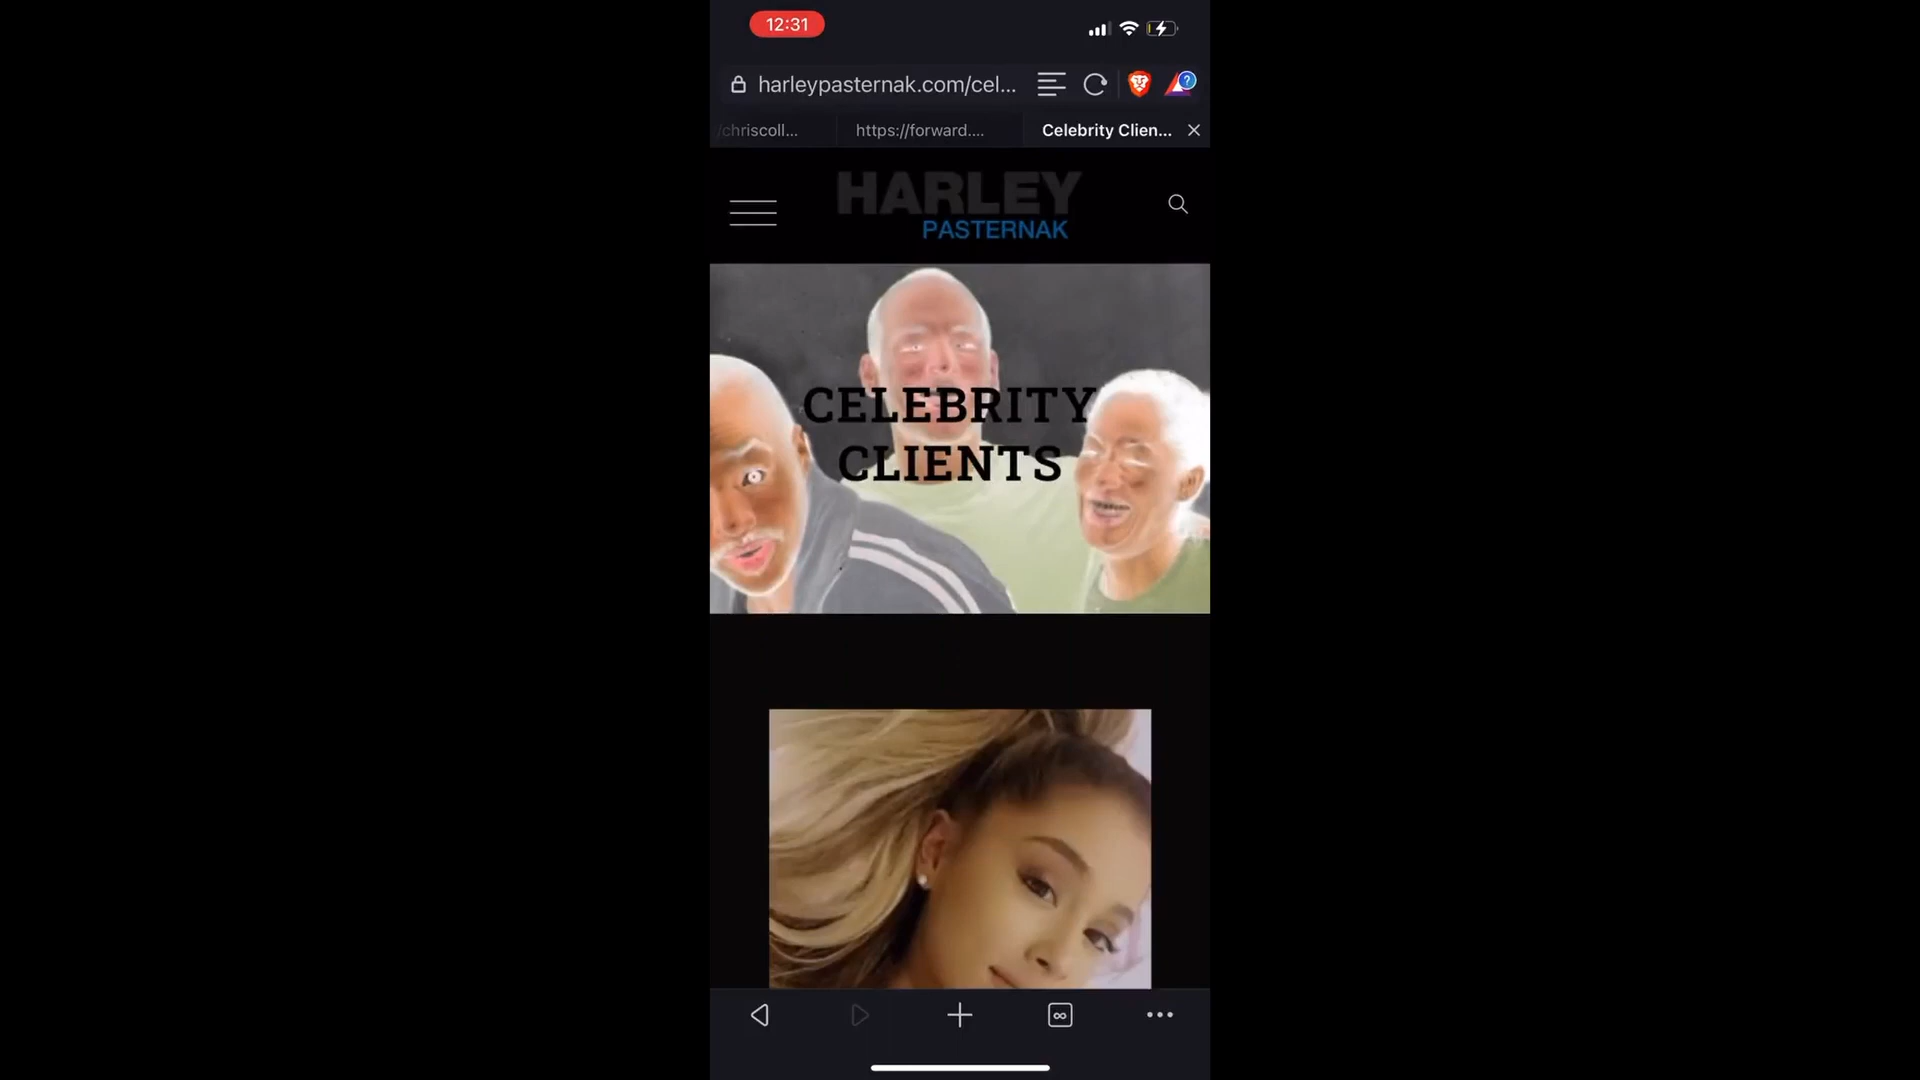 12:31
harleypasternak.com/cel...
/chriscoll...
https://forward....
Celebrity Clien...
HARLEY
PASTERNAK
CELEBRITY
CLIENTS